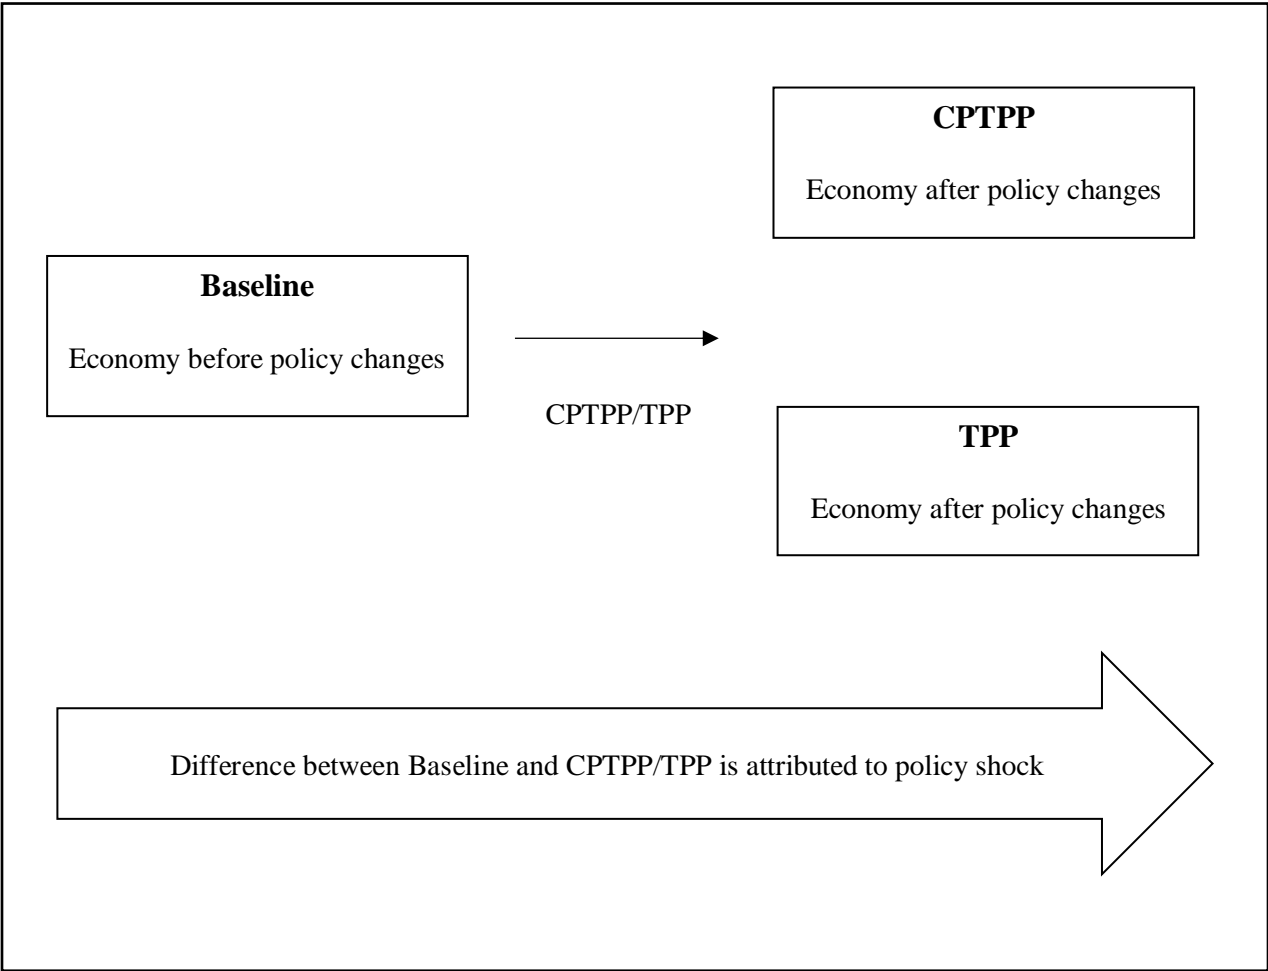 CPTPP
Economy after policy changes
Baseline
Economy before policy changes
CPTPP/TPP
TPP
Economy after policy changes
Difference between Baseline and CPTPP/TPP is attributed to policy shock